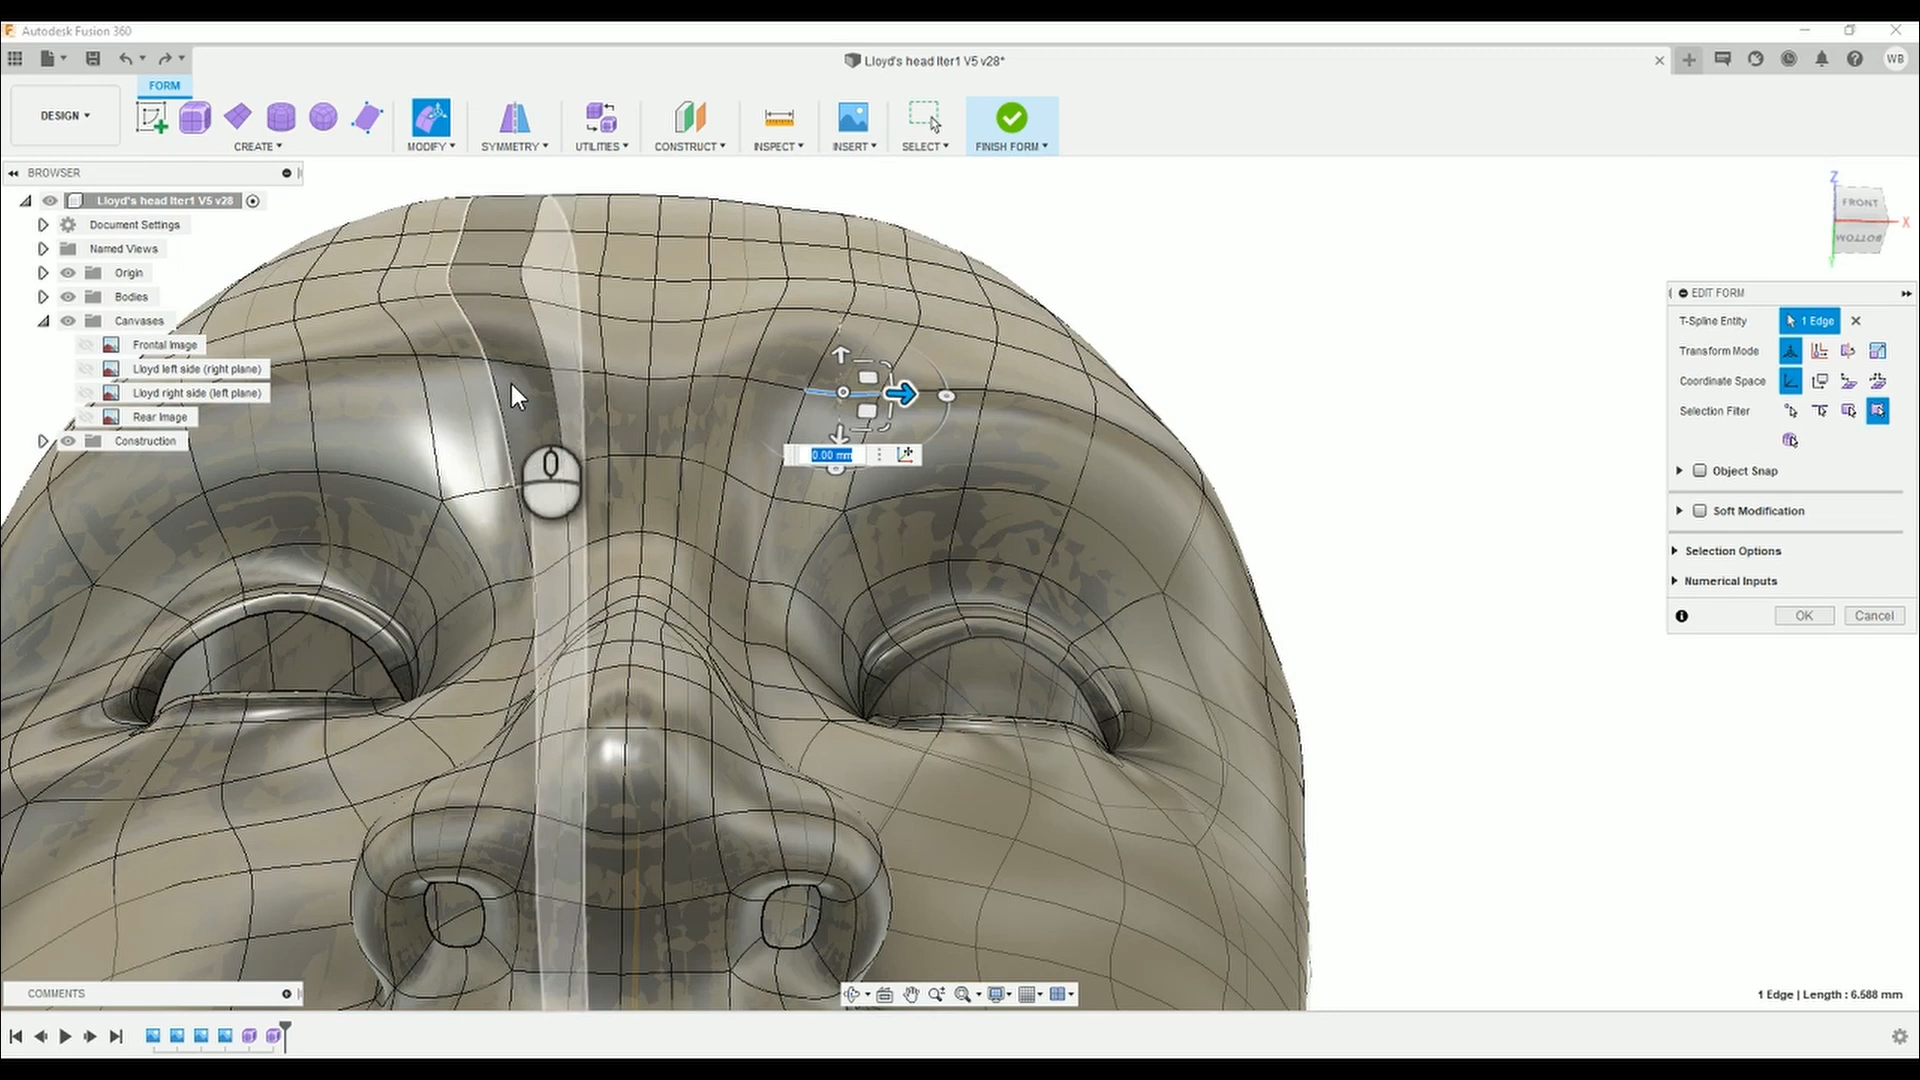 Autodesk Fusion 360
Lloyd's head Iter1 V5 v28*
WB
FORM
DESIGN
CREATE
MODIFY
SYMMETRY
UTILITIES
CONSTRUCT
INSPECT
INSERT
SELECT
FINISH FORM
BROWSER
Lloyd's head Iter1 V5 v28
Document Settings
Named Views
Origin
Bodies
Canvases
Frontal Image
Lloyd left side (right plane)
Lloyd right side (left plane)
Rear Image
Construction
Z
FRONT
X
BOTTOM
Y
EDIT FORM
T-Spline Entity
1 Edge
Transform Mode
Coordinate Space
Selection Filter
Object Snap
Soft Modification
Selection Options
Numerical Inputs
OK
Cancel
0.00 mm
COMMENTS
1 Edge | Length : 6.588 mm